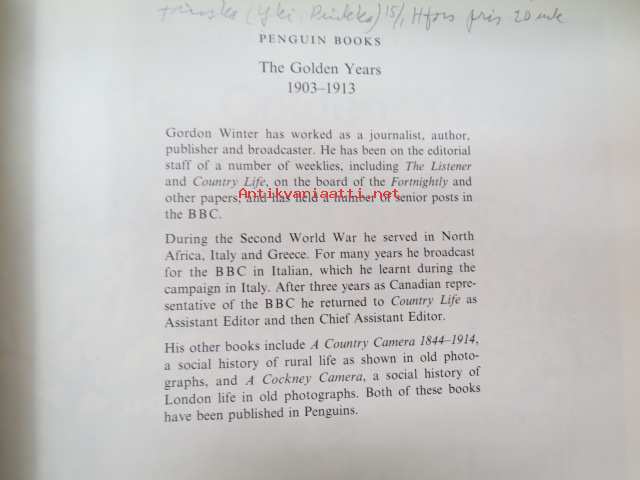 Hfors pris 20 mk
PENGUIN BOOKS
The Golden Years
1903–1913
Gordon Winter has worked as a journalist, author,
publisher and broadcaster. He has been on the editorial
staff of a number of weeklies, including The Listener
and Country Life, on the board of the Fortnightly and
Antikvariaatti.net
other papers, and has held a number of senior posts in
the BBC.
During the Second World War he served in North
Africa, Italy and Greece. For many years he broadcast
for the BBC in Italian, which he learnt during the
campaign in Italy. After three years as Canadian repre-
sentative of the BBC he returned to Country Life as
Assistant Editor and then Chief Assistant Editor.
His other books include A Country Camera 1844–1914,
a social history of rural life as shown in old photo-
graphs, and A Cockney Camera, a social history of
London life in old photographs. Both of these books
have been published in Penguins.